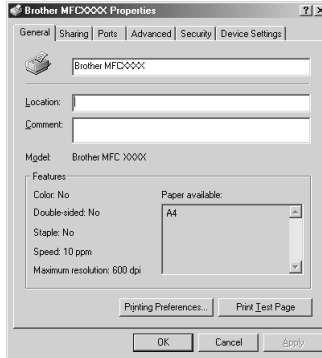 Brother MFCXXXX Properties
General Sharing Ports Advanced Security Device Settings
Brother MFCXXXX
Location:
Comment:
Model: Brother MFC XXXX
Features
Color: No
Paper available:
Double-sided: No
A4
Staple: No
Speed: 10 ppm
Maximum resolution: 600 dpi
Printing Preferences...
Print Test Page
OK
Cancel
Apply